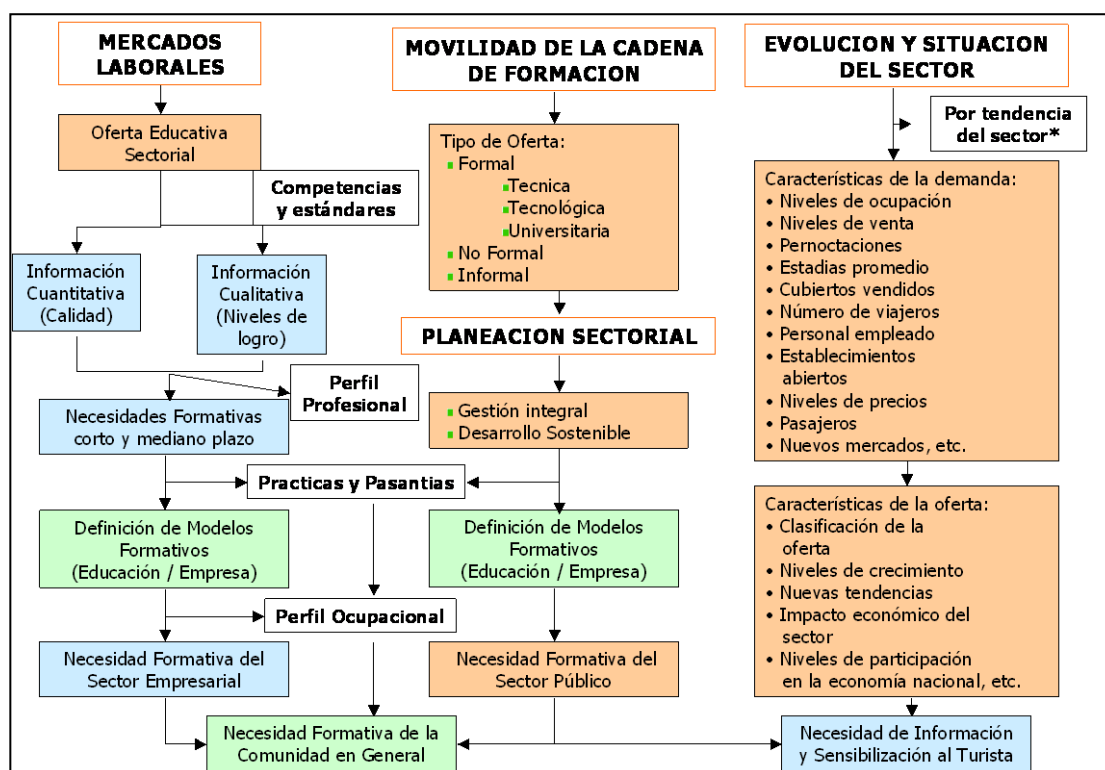 MERCADOS
LABORALES
Oferta Educativa
Sectorial
Competencias
y estándares
Información
Cuantitativa
(Calidad)
Información
Cualitativa
(Niveles de
logro)
Perfil
Profesional
Necesidades Formativas
corto y mediano plazo
Practicas y Pasantias
Definición de Modelos
Formativos
(Educación / Empresa)
Perfil Ocupacional
Necesidad Formativa del
Sector Empresarial
Necesidad Formativa de la
Comunidad en General
MOVILIDAD DE LA CADENA
DE FORMACION
Tipo de Oferta:
Formal
Tecnica
Tecnológica
Universitaria
No Formal
Informal
PLANEACION SECTORIAL
Gestión integral
Desarrollo Sostenible
Definición de Modelos
Formativos
(Educación / Empresa)
Necesidad Formativa del
Sector Público
EVOLUCION Y SITUACION
DEL SECTOR
Por tendencia
del sector*
Características de la demanda:
• Niveles de ocupación
• Niveles de venta
• Pernoctaciones
• Estadias promedio
• Cubiertos vendidos
• Número de viajeros
• Personal empleado
• Establecimientos
abiertos
• Niveles de precios
• Pasajeros
• Nuevos mercados, etc.
Características de la oferta:
• Clasificación de la
oferta
• Niveles de crecimiento
• Nuevas tendencias
• Impacto económico del
sector
• Niveles de participación
en la economía nacional, etc.
Necesidad de Información
y Sensibilización al Turista